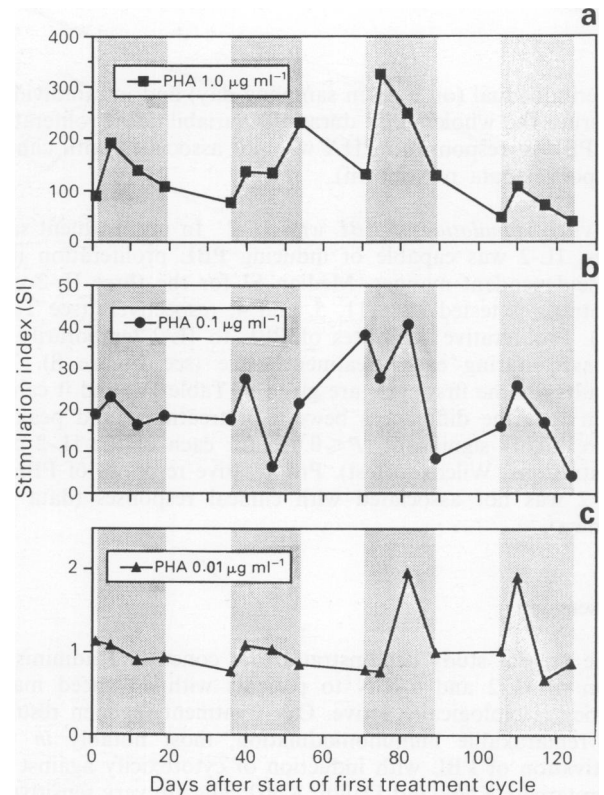 a
400
300
200
100
0
PHA 1.0 μg ml⁻¹
b
50
40
30
20
10
0
PHA 0.1 μg ml⁻¹
Stimulation index (SI)
c
2
1
0
PHA 0.01 μg ml⁻¹
0 20 40 60 80 100 120
Days after start of first treatment cycle